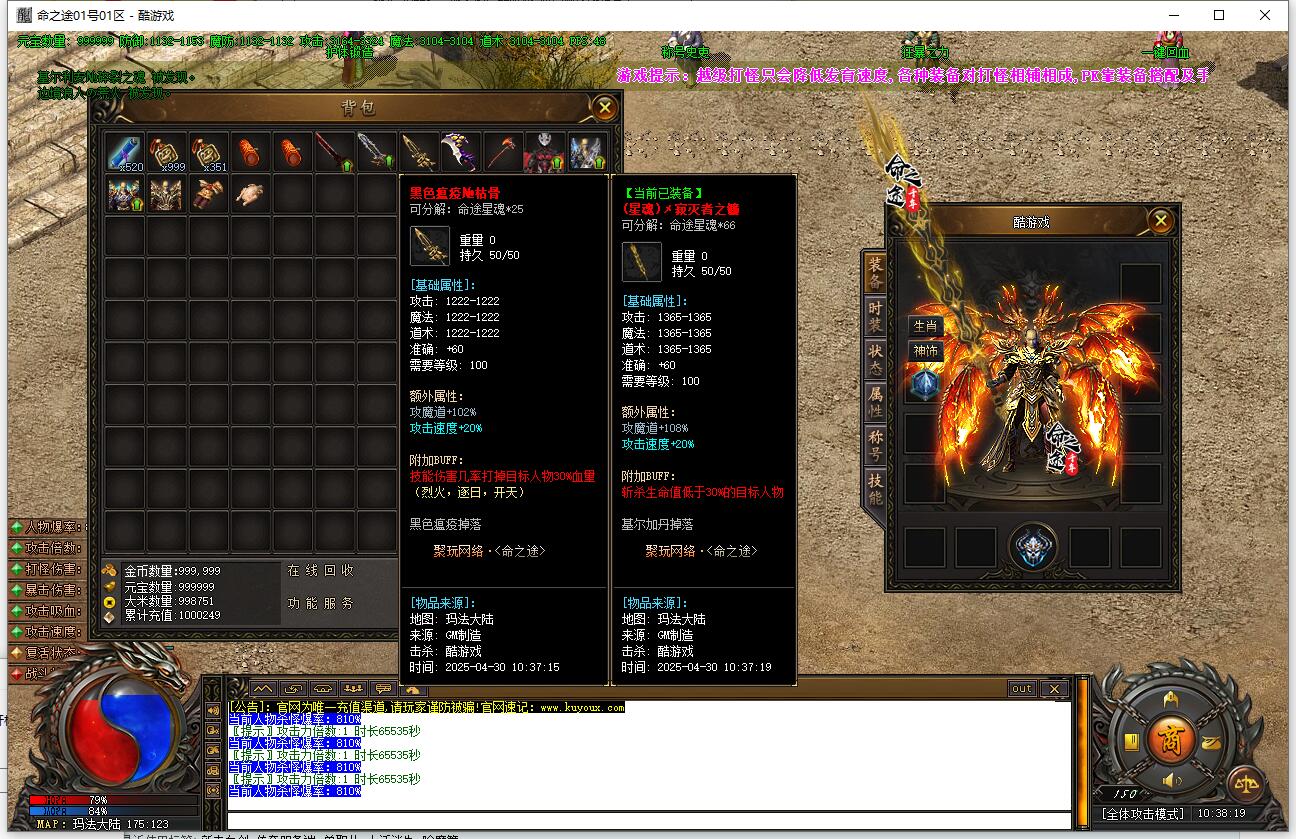 命之途01号01区 - 酷游戏
元宝数量: 999999 防御:1132-1153 魔防:1132-1132 攻击:3164-3324 魔法:3104-3104 道术:3104-3104
护体锻造
称号史吏
狂暴之力
一键回血
游戏提示: 越级打怪只会降低发育速度,各种装备对打怪相辅相成,PK靠装备搭配及手
背包
x520
x999
x351
黑色瘟疫
枯骨
可分解: 命途星魂*25
重量 0
持久 50/50
[基础属性]:
攻击: 1222-1222
魔法: 1222-1222
道术: 1222-1222
准确: +60
需要等级: 100
额外属性:
攻魔道+102%
攻击速度+20%
附加BUFF:
技能伤害几率打掉目标人物30%血量
(烈火，逐日，开天)
黑色瘟疫掉落
聚玩网络·<命之途>
[物品来源]:
地图: 玛法大陆
来源: GM制造
击杀: 酷游戏
时间: 2025-04-30 10:37:15
【当前已装备】
(星魂)〆寂灭者之
可分解: 命途星魂*66
重量 0
持久 50/50
[基础属性]:
攻击: 1365-1365
魔法: 1365-1365
道术: 1365-1365
准确: +60
需要等级: 100
额外属性:
攻魔道+108%
攻击速度+20%
附加BUFF:
斩杀生命值低于30%的目标人物
基尔加丹掉落
聚玩网络·<命之途>
[物品来源]:
地图: 玛法大陆
来源: GM制造
击杀: 酷游戏
时间: 2025-04-30 10:37:19
命之途
十年
酷游戏
装备
时装
状态
属性
称号
技能
生肖
神饰
命之途
十年
人物爆率:
攻击倍数:
打怪伤害:
暴击伤害:
攻击吸血:
攻击速度:
复活状态:
金币数量:999,999
元宝数量:999999
大米数量:998751
累计充值:1000249
在线回收
功能服务
out
[公告]: 官网为唯一充值渠道,请玩家谨防被骗!官网速记: www.kuyoux.com
当前人物杀怪爆率: 810%
〖提示〗攻击力倍数:1 时长65535秒
当前人物杀怪爆率: 810%
〖提示〗攻击力倍数:1 时长65535秒
当前人物杀怪爆率: 810%
〖提示〗攻击力倍数:1 时长65535秒
当前人物杀怪爆率: 810%
79%
84%
MAP: 玛法大陆 175:123
商
150
[全体攻击模式]
10:38:19